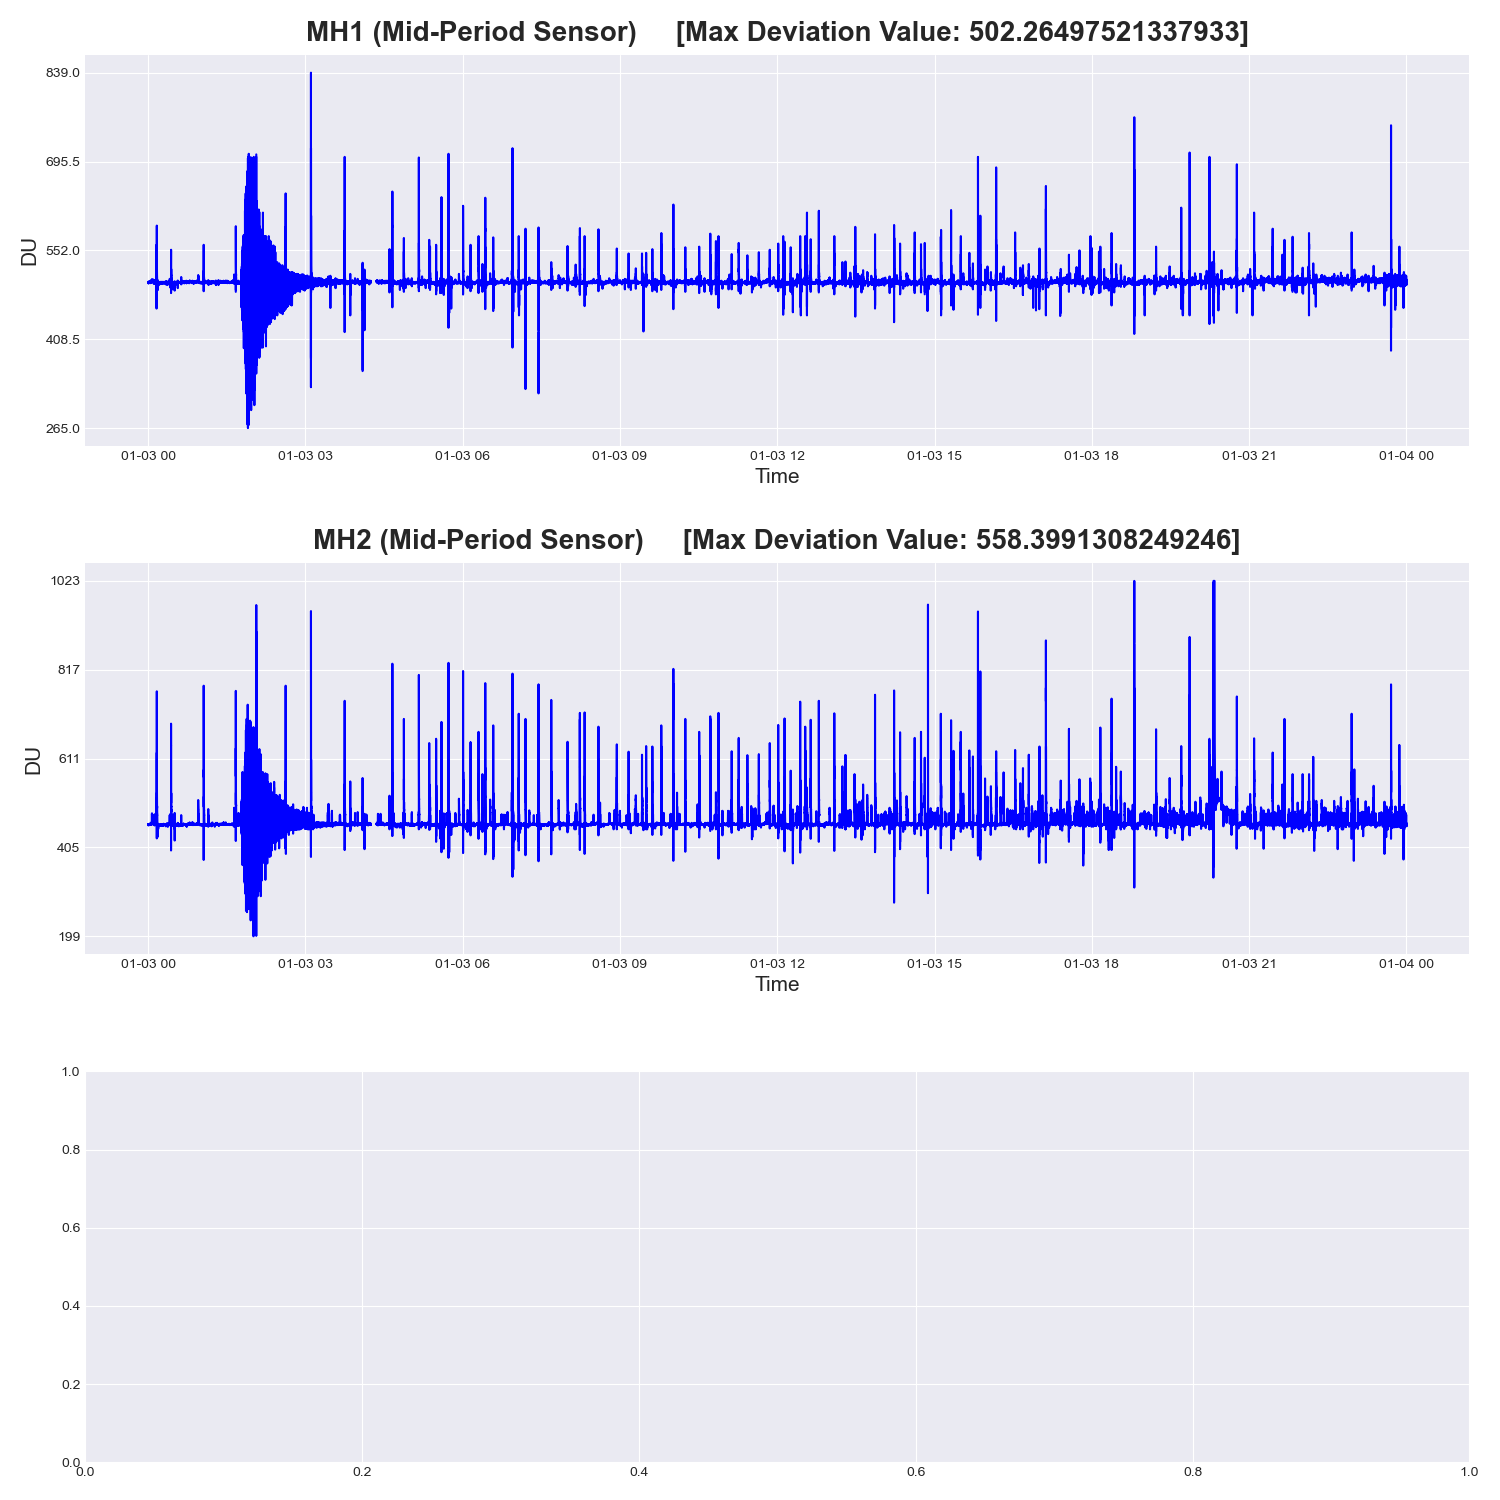 MH1 (Mid-Period Sensor) [Max Deviation Value: 502.26497521337933]
839.0
695.5
552.0
408.5
265.0
DU
01-03 00 01-03 03 01-03 06 01-03 09 01-03 12 01-03 15 01-03 18 01-03 21 01-04 00
Time
MH2 (Mid-Period Sensor) [Max Deviation Value: 558.3991308249246]
1023
817
611
405
199
DU
01-03 00 01-03 03 01-03 06 01-03 09 01-03 12 01-03 15 01-03 18 01-03 21 01-04 00
Time
1.0
0.8
0.6
0.4
0.2
0.0
0.0 0.2 0.4 0.6 0.8 1.0